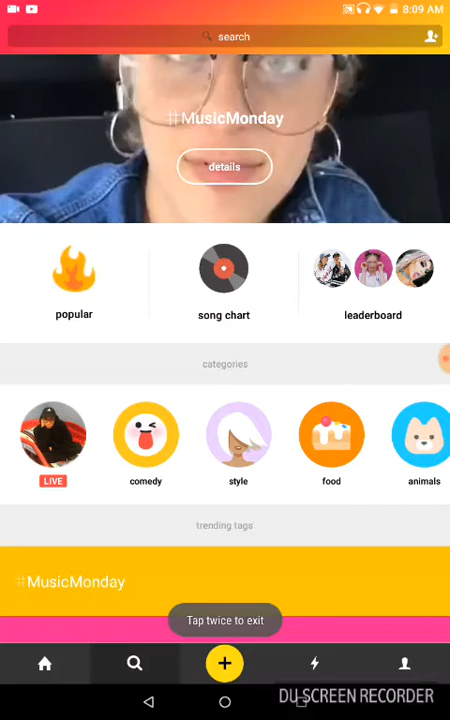 8:09 AM
search
#MusicMonday
details
popular
song chart
leaderboard
categories
LIVE
comedy
style
food
animals
trending tags
#MusicMonday
Tap twice to exit
DU SCREEN RECORDER